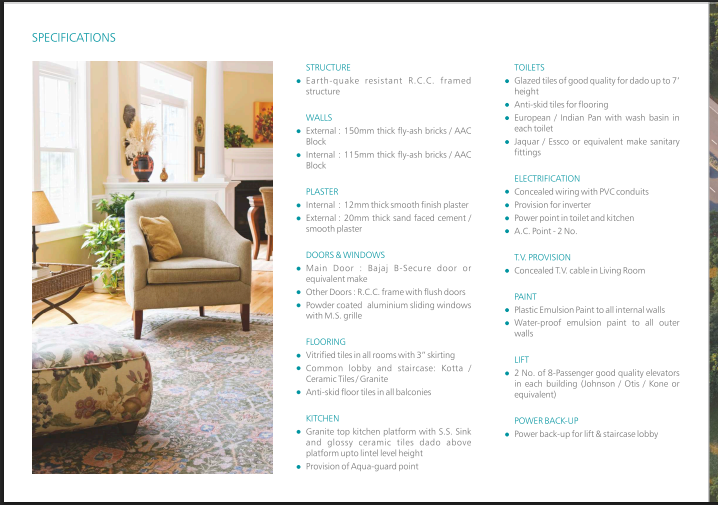 SPECIFICATIONS
STRUCTURE
Earth-quake resistant R.C.C. framed
structure
WALLS
External : 150mm thick fly-ash bricks / AAC
Block
Internal : 115mm thick fly-ash bricks / AAC
Block
PLASTER
Internal : 12mm thick smooth finish plaster
External : 20mm thick sand faced cement /
smooth plaster
DOORS & WINDOWS
Main Door : Bajaj B-Secure door or
equivalent make
Other Doors : R.C.C. frame with flush doors
Powder coated aluminium sliding windows
with M.S. grille
FLOORING
Vitrified tiles in all rooms with 3" skirting
Common lobby and staircase: Kotta /
Ceramic Tiles / Granite
Anti-skid floor tiles in all balconies
KITCHEN
Granite top kitchen platform with S.S. Sink
and glossy ceramic tiles dado above
platform upto lintel level height
Provision of Aqua-guard point
TOILETS
Glazed tiles of good quality for dado up to 7'
height
Anti-skid tiles for flooring
European / Indian Pan with wash basin in
each toilet
Jaquar / Essco or equivalent make sanitary
fittings
ELECTRIFICATION
Concealed wiring with PVC conduits
Provision for inverter
Power point in toilet and kitchen
A.C. Point - 2 No.
T.V. PROVISION
Concealed T.V. cable in Living Room
PAINT
Plastic Emulsion Paint to all internal walls
Water-proof emulsion paint to all outer
walls
LIFT
2 No. of 8-Passenger good quality elevators
in each building (Johnson / Otis / Kone or
equivalent)
POWER BACK-UP
Power back-up for lift & staircase lobby